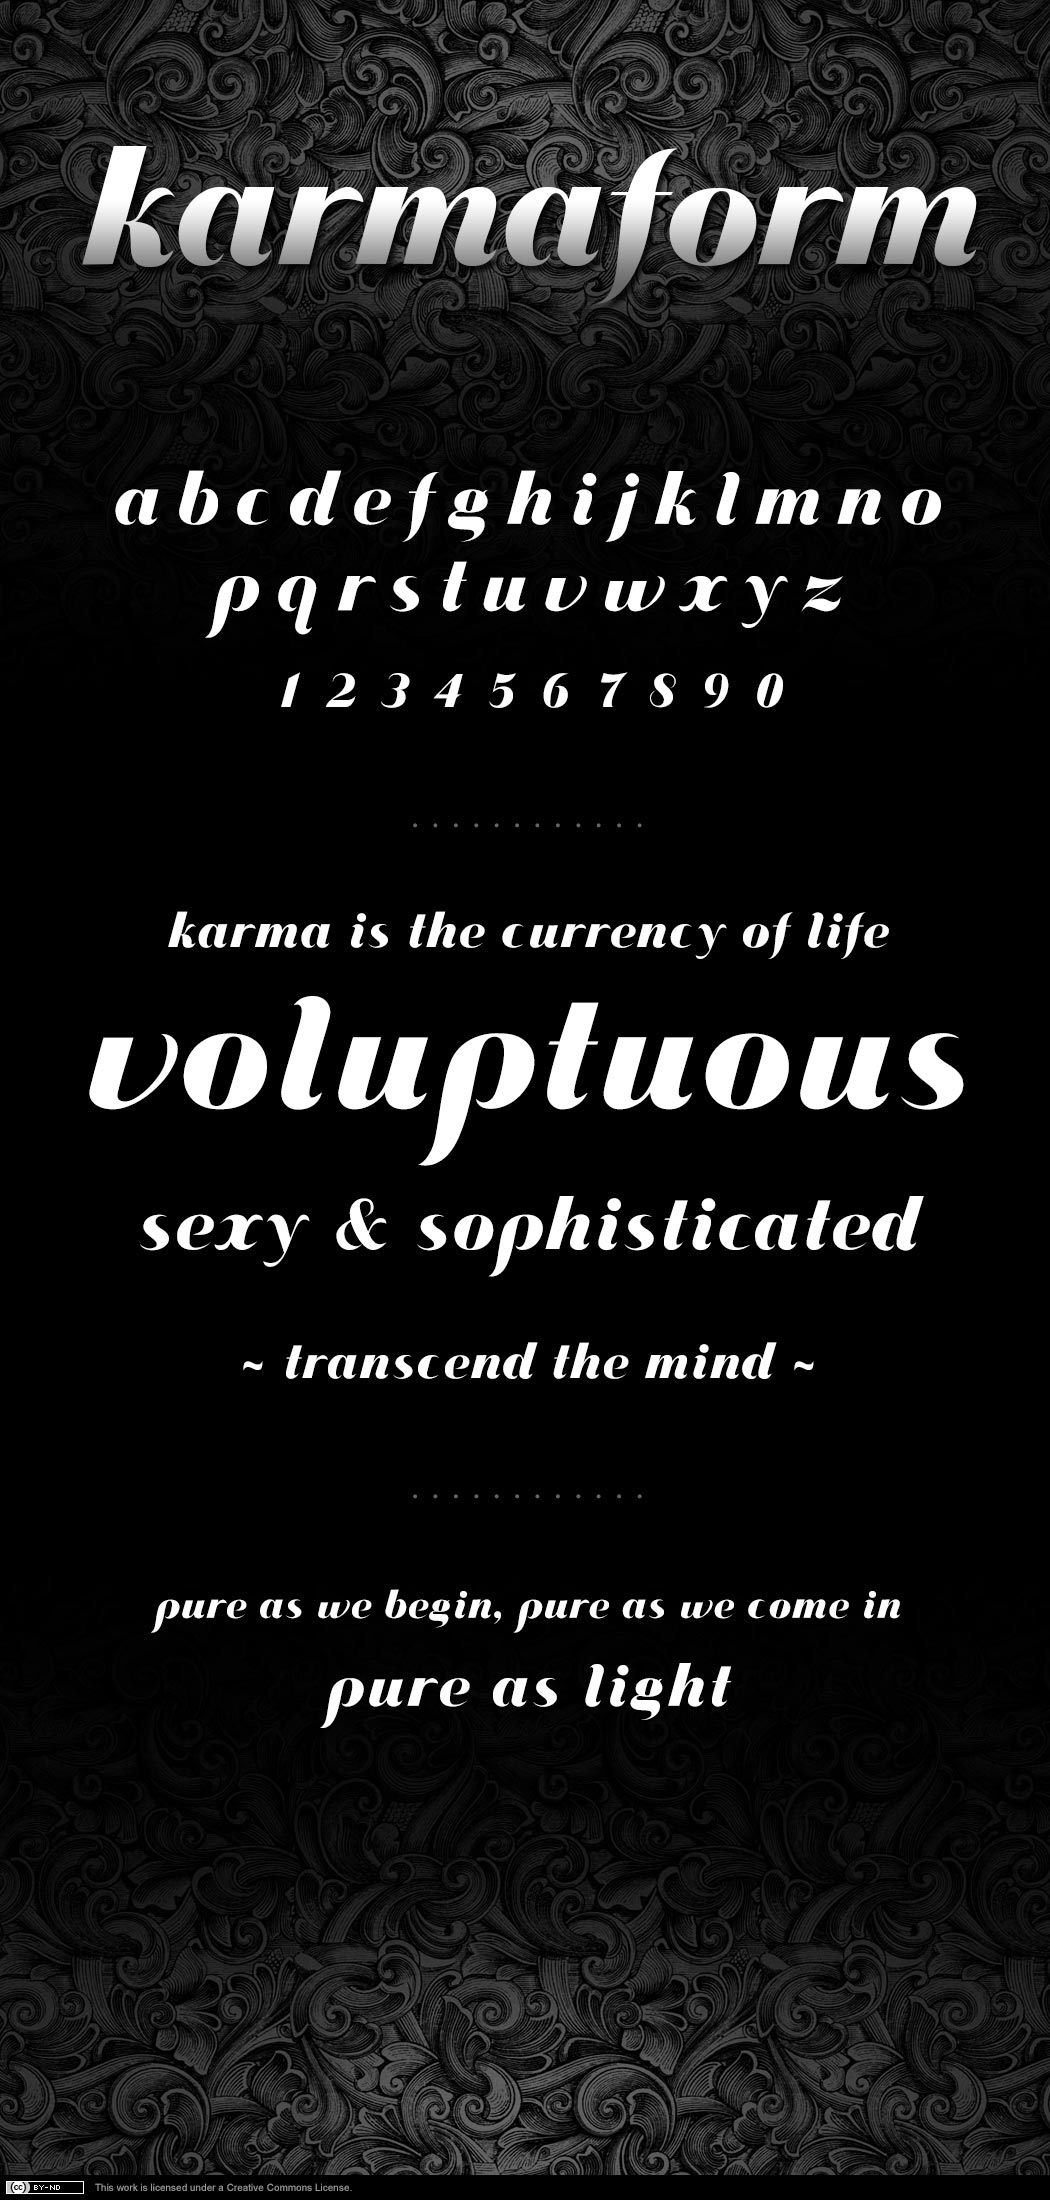 karmaform
a b c d e f g h i j k l m n o
p q r s t u v w x y z
1 2 3 4 5 6 7 8 9 0
. . . . . . . . . . . .
karma is the currency of life
voluptuous
sexy & sophisticated
~ transcend the mind ~
. . . . . . . . . . . .
pure as we begin, pure as we come in
pure as light
cc BY-ND This work is licensed under a Creative Commons License.